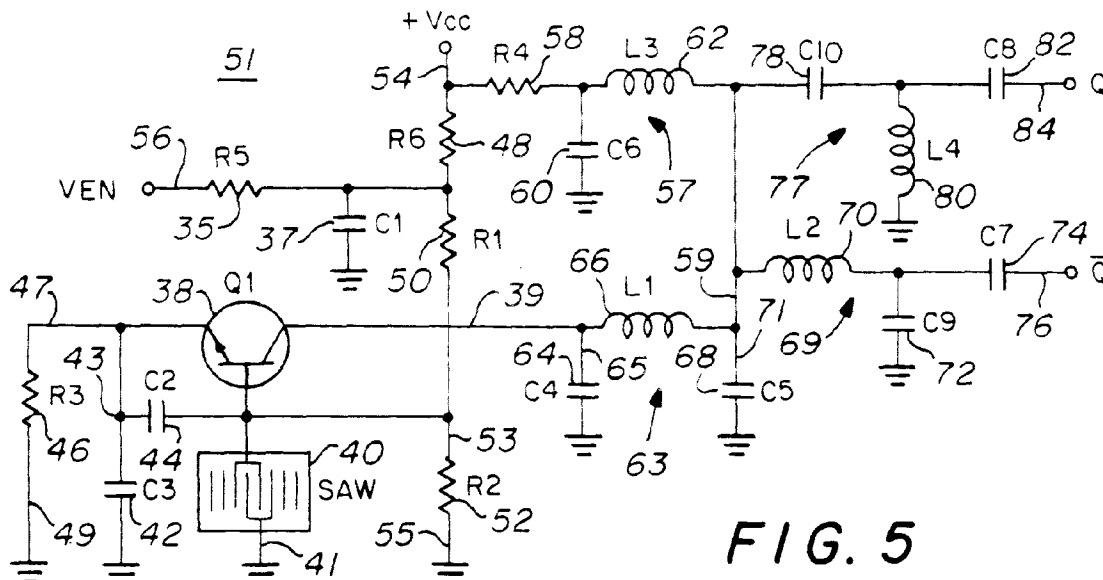 + Vcc
51
54
R4
58
L3
62
78
C10
C8
82
Q
84
56
R5
VEN
35
R6
48
60
C6
57
77
L4
80
37
C1
50
R1
L2
70
C7
74
Q̅
76
47
38
Q1
39
66
L1
59
71
69
C9
72
43
R3
46
C2
44
64
C4
65
68
C5
63
53
49
C3
42
40
SAW
41
R2
52
55
FIG. 5